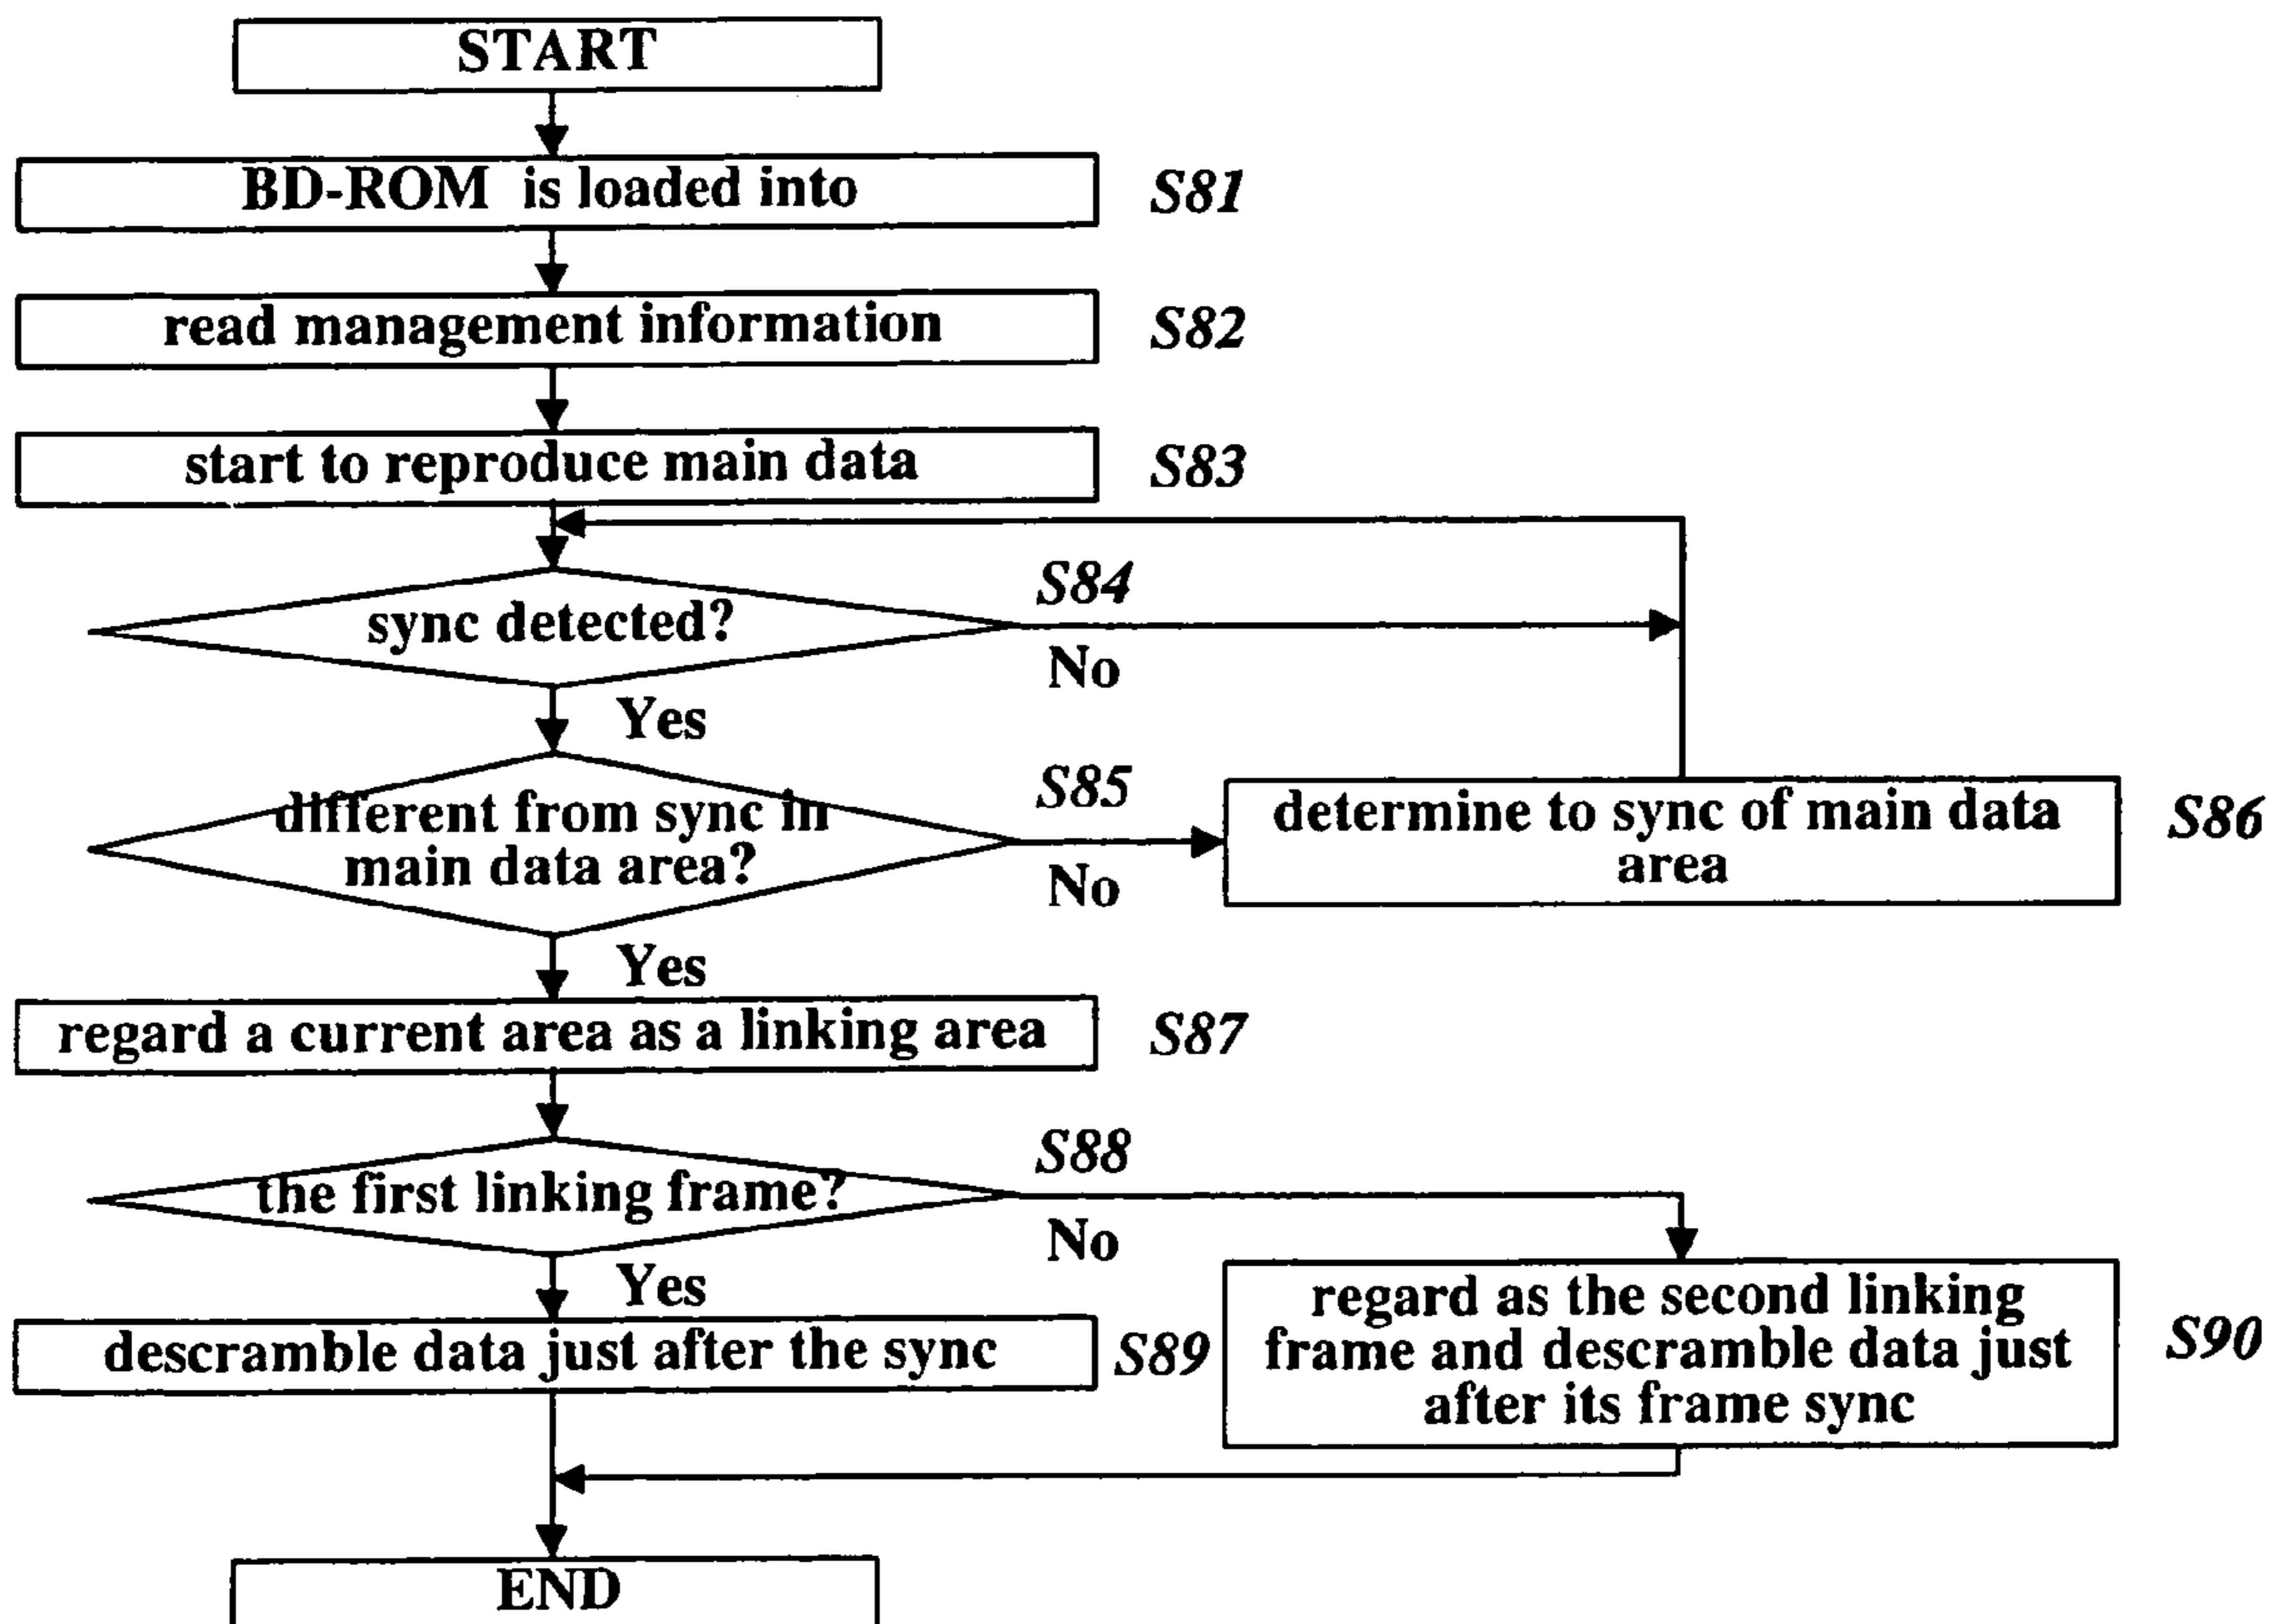 START
BD-ROM is loaded into
S81
read management information
S82
start to reproduce main data
S83
sync detected?
S84
No
Yes
different from sync in
main data area?
S85
No
determine to sync of main data
area
S86
Yes
regard a current area as a linking area
S87
the first linking frame?
S88
No
Yes
descramble data just after the sync
S89
regard as the second linking
frame and descramble data just
after its frame sync
S90
END